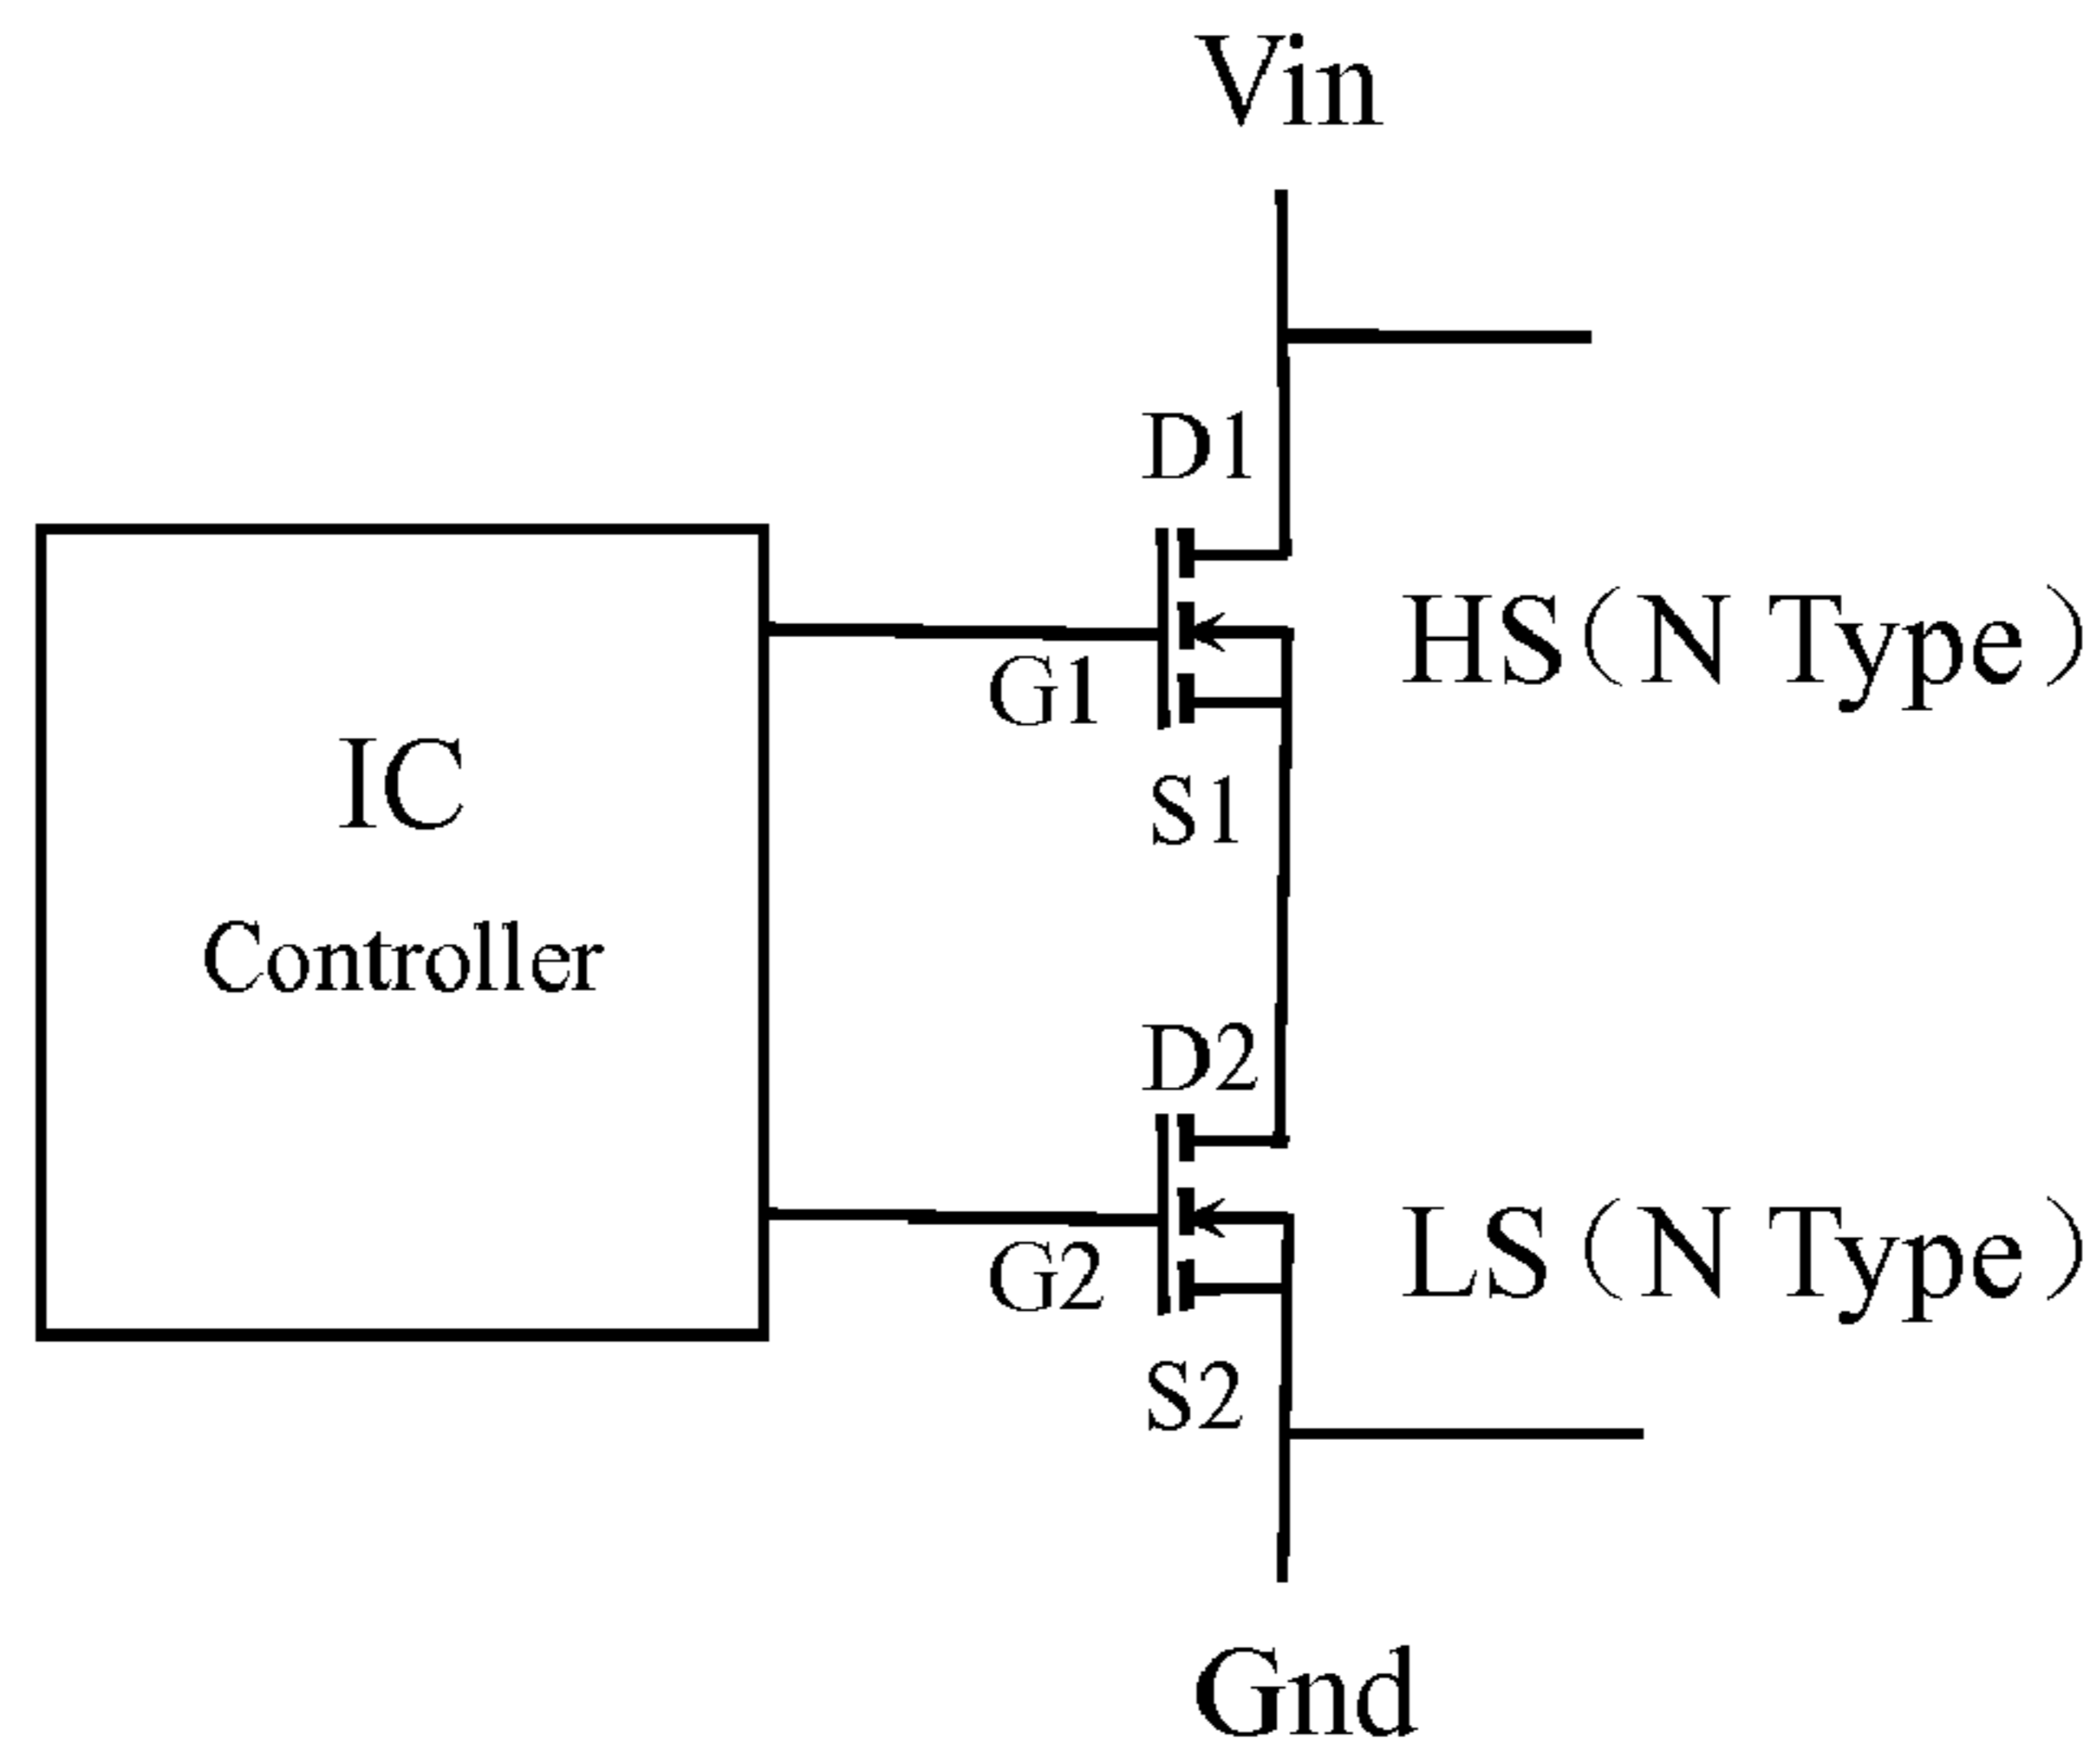 Vin
D1
HS（N Type）
G1
IC
S1
Controller
D2
LS（N Type）
G2
S2
Gnd